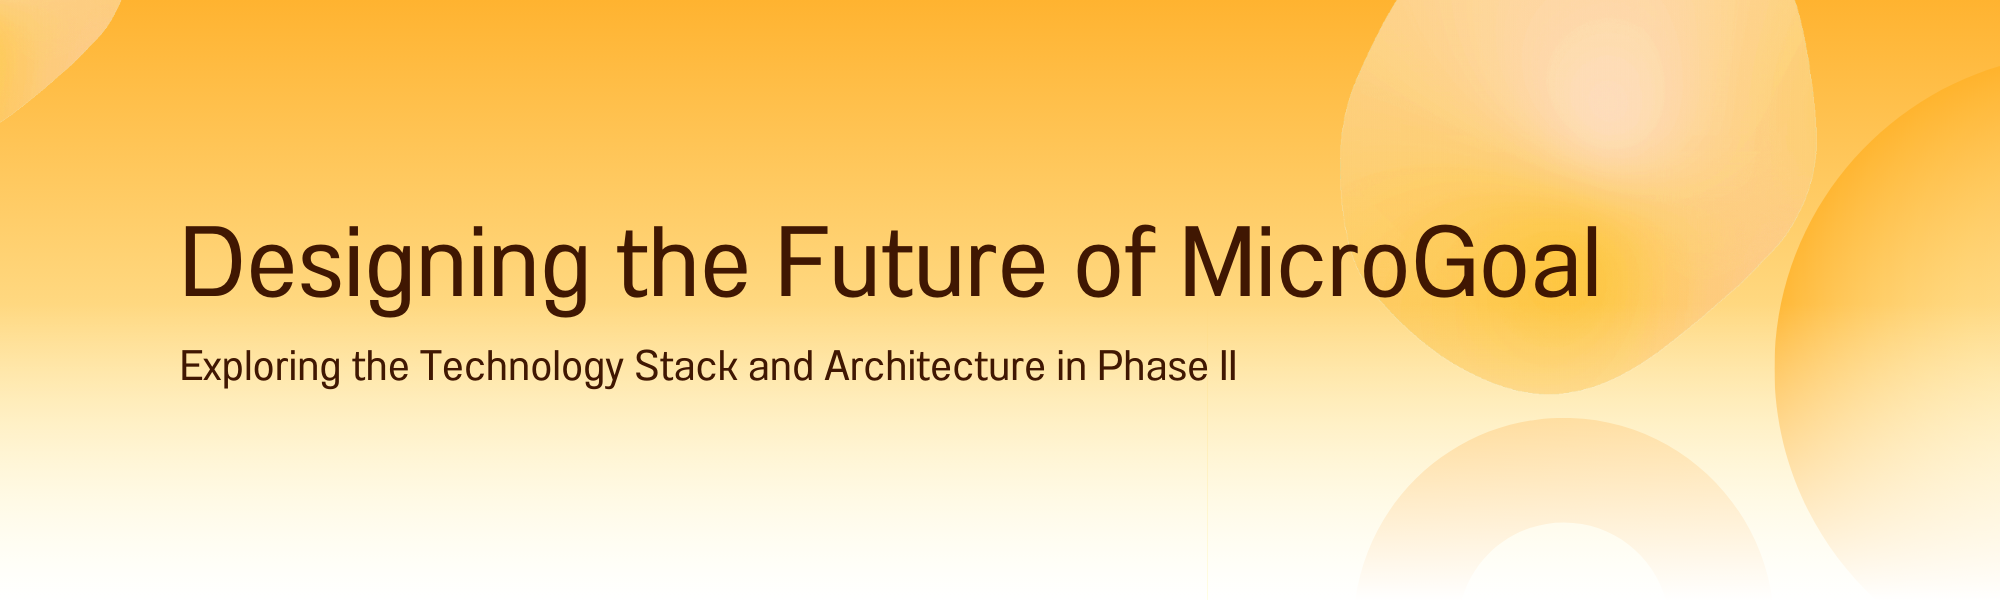 Designing the Future of MicroGoal
Exploring the Technology Stack and Architecture in Phase II